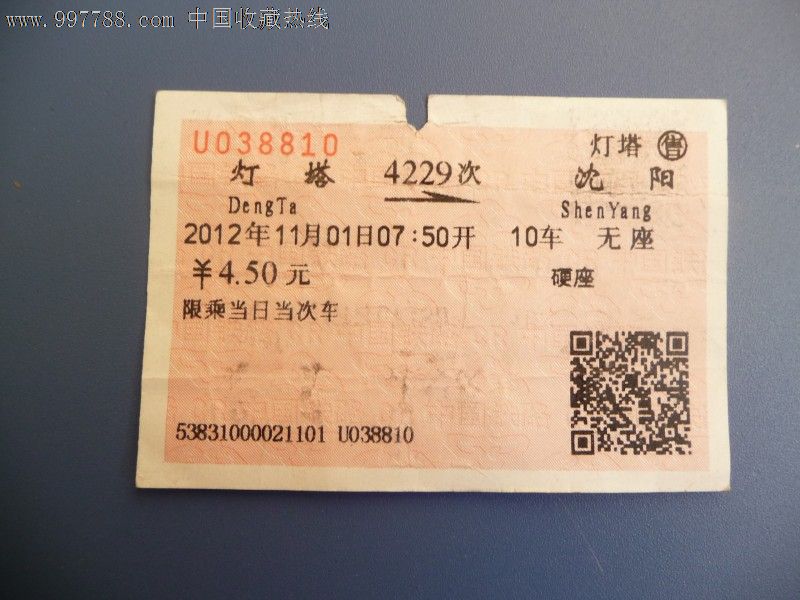 www.997788.com 中国收藏热线
U038810 灯塔 售
灯塔 4229次 沈阳
DengTa ShenYang
2012年11月01日07:50开 10车 无座
￥4.50元 硬座
限乘当日当次车
53831000021101 U038810